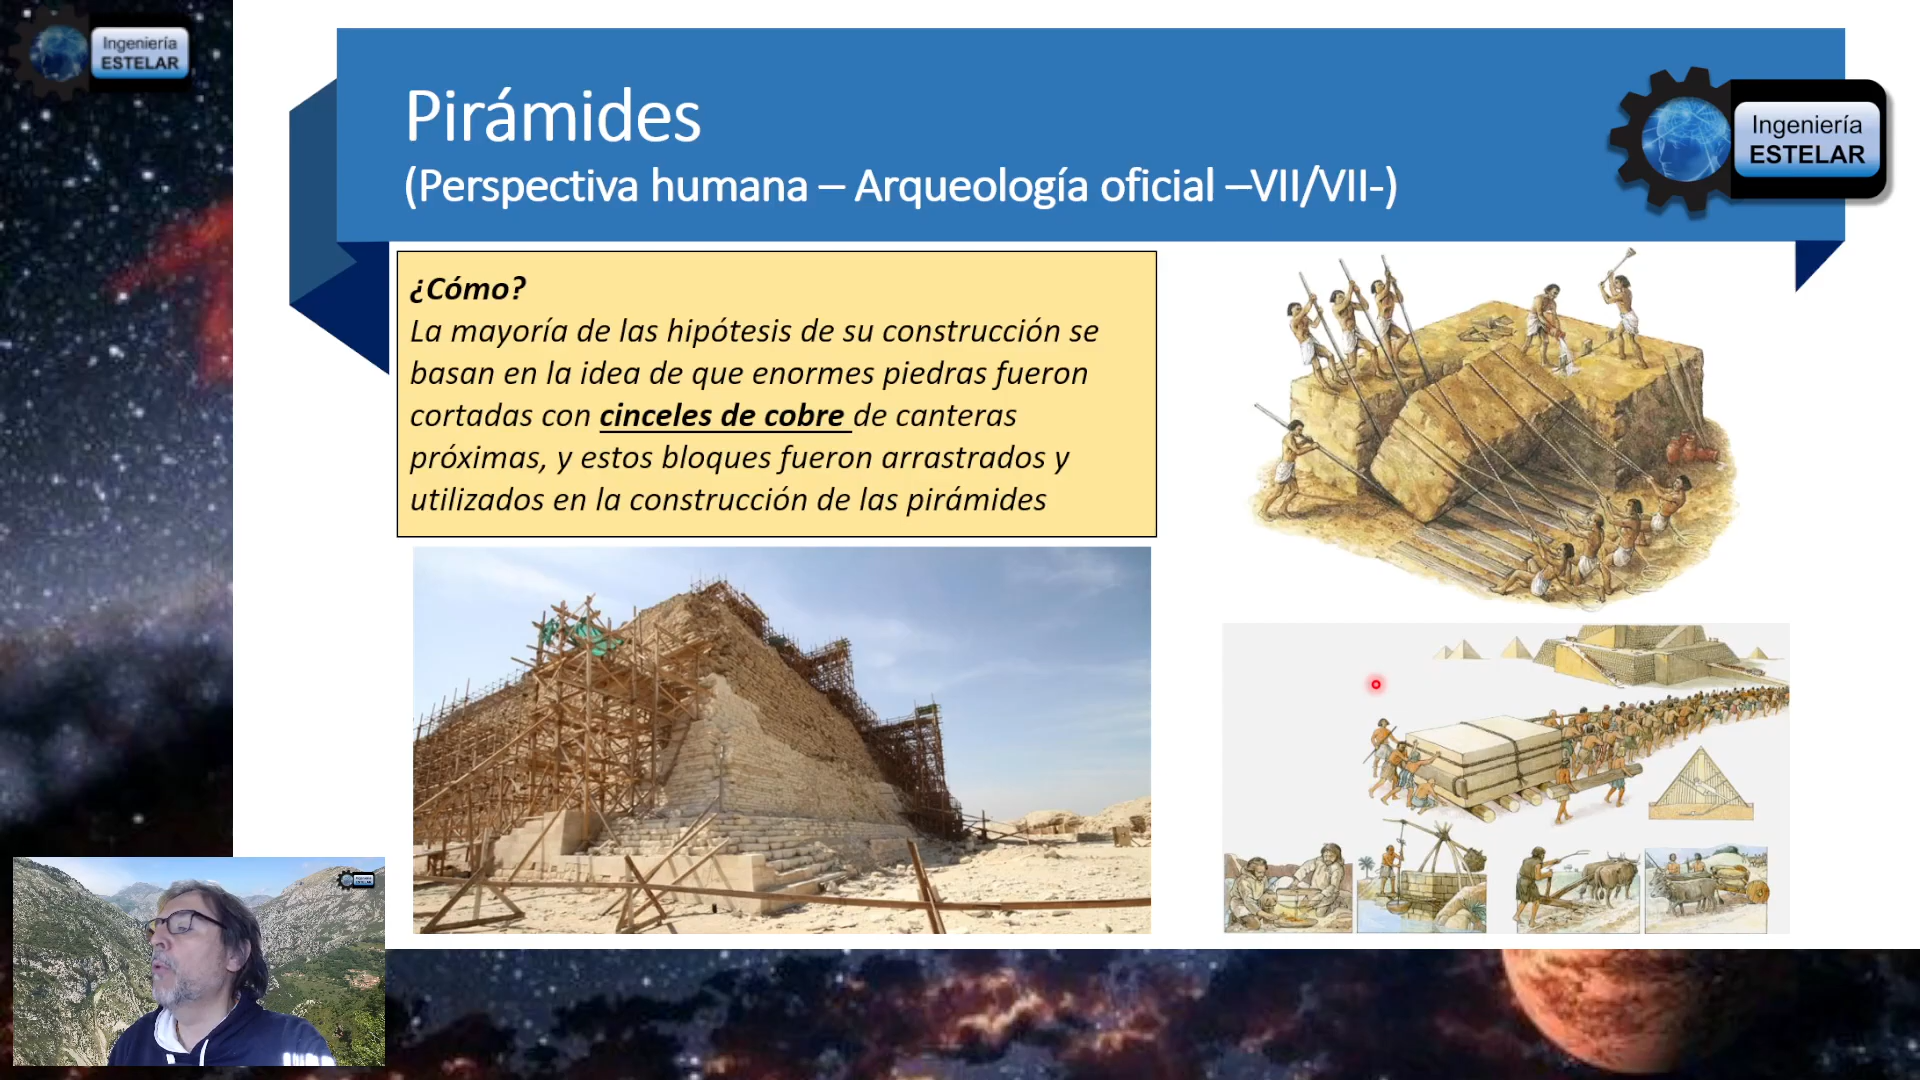 Ingeniería
ESTELAR
Pirámides
(Perspectiva humana – Arqueología oficial –VII/VII-)
Ingeniería
ESTELAR
¿Cómo?
La mayoría de las hipótesis de su construcción se
basan en la idea de que enormes piedras fueron
cortadas con cinceles de cobre de canteras
próximas, y estos bloques fueron arrastrados y
utilizados en la construcción de las pirámides